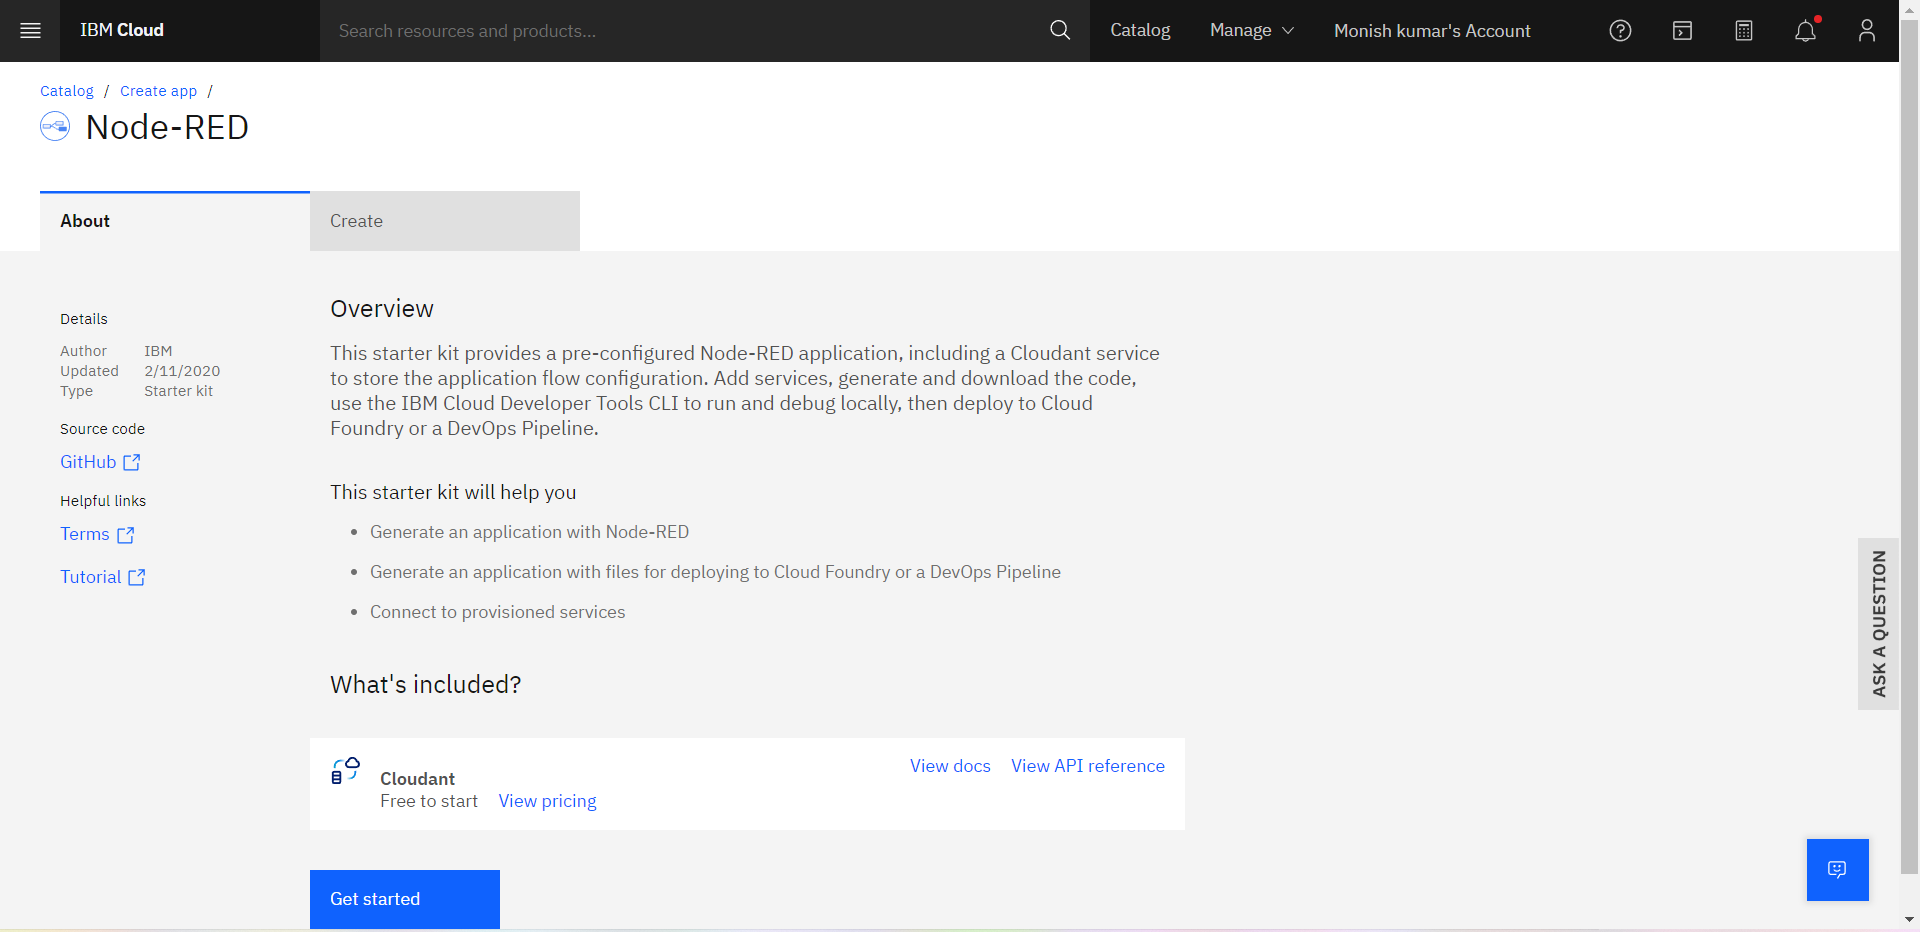 IBM Cloud
Search resources and products...
Catalog
Manage
Monish kumar's Account
Catalog / Create app /
Node-RED
About
Create
Details
Author IBM
Updated 2/11/2020
Type Starter kit
Source code
GitHub
Helpful links
Terms
Tutorial
Overview
This starter kit provides a pre-configured Node-RED application, including a Cloudant service
to store the application flow configuration. Add services, generate and download the code,
use the IBM Cloud Developer Tools CLI to run and debug locally, then deploy to Cloud
Foundry or a DevOps Pipeline.
This starter kit will help you
• Generate an application with Node-RED
• Generate an application with files for deploying to Cloud Foundry or a DevOps Pipeline
• Connect to provisioned services
What's included?
Cloudant
Free to start View pricing
View docs View API reference
Get started
ASK A QUESTION